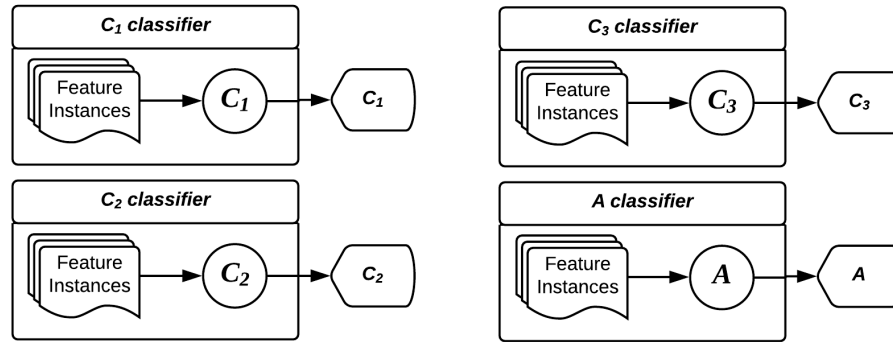 C₁ classifier
Feature
Instances
C₁
C₁
C₃ classifier
Feature
Instances
C₃
C₃
C₂ classifier
Feature
Instances
C₂
C₂
A classifier
Feature
Instances
A
A